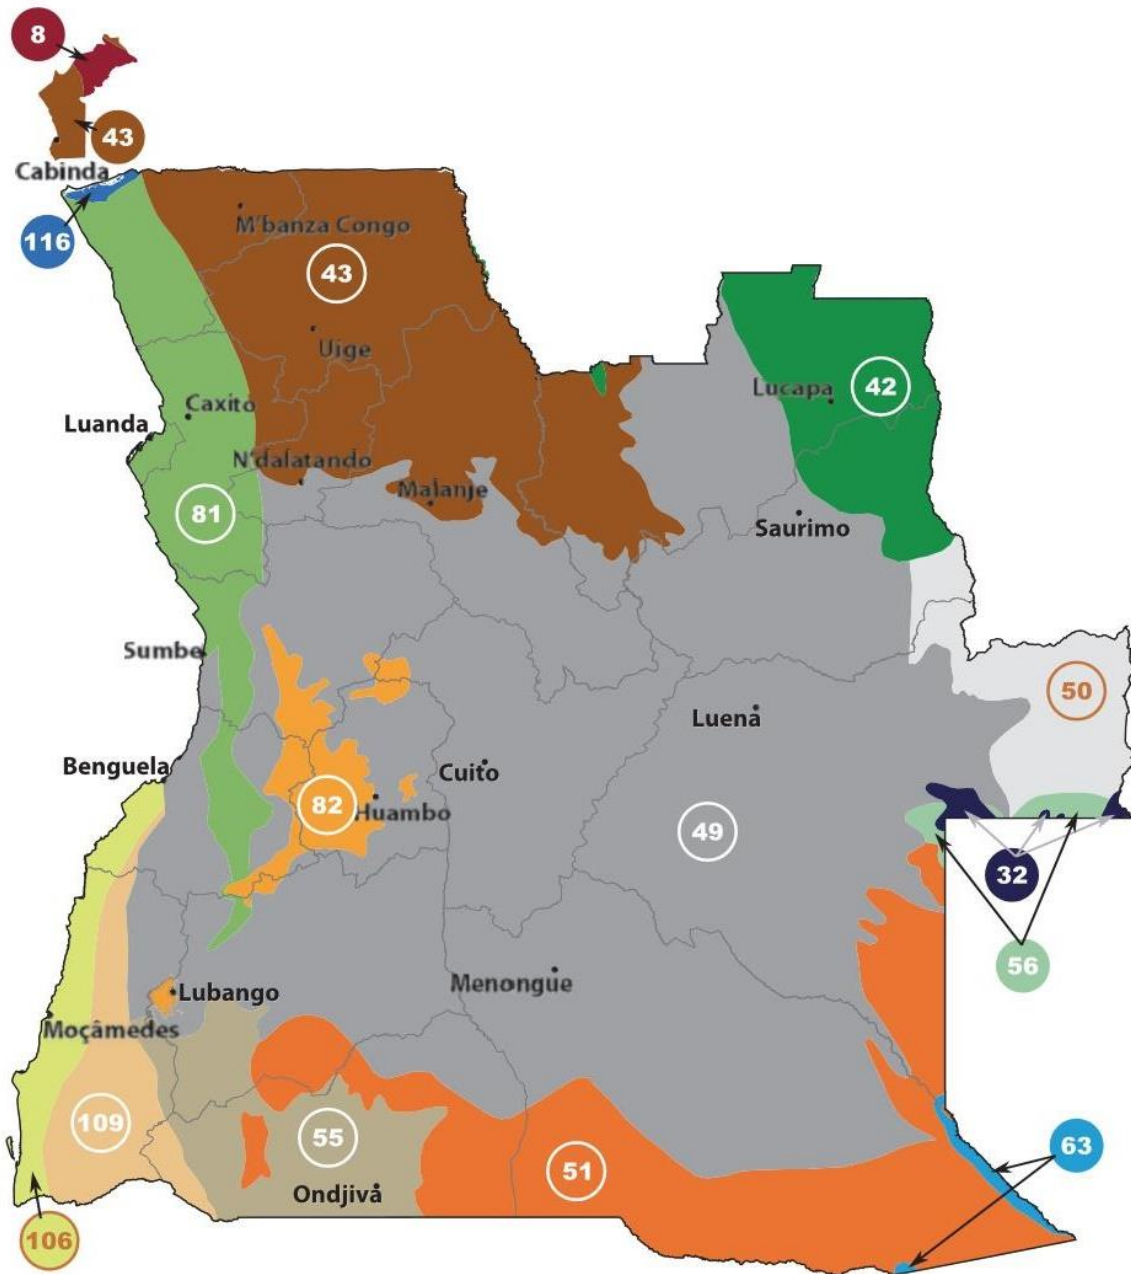 8
43
Cabinda
116
M'banza Congo
43
Uige
Lucapa
42
Caxito
Luanda
N'dalatando
Malanje
81
Saurimo
Sumbe
50
Luena
Benguela
Cuito
82
Huambo
49
32
56
Lubango
Menongue
Moçâmedes
109
55
63
51
Ondjiva
106